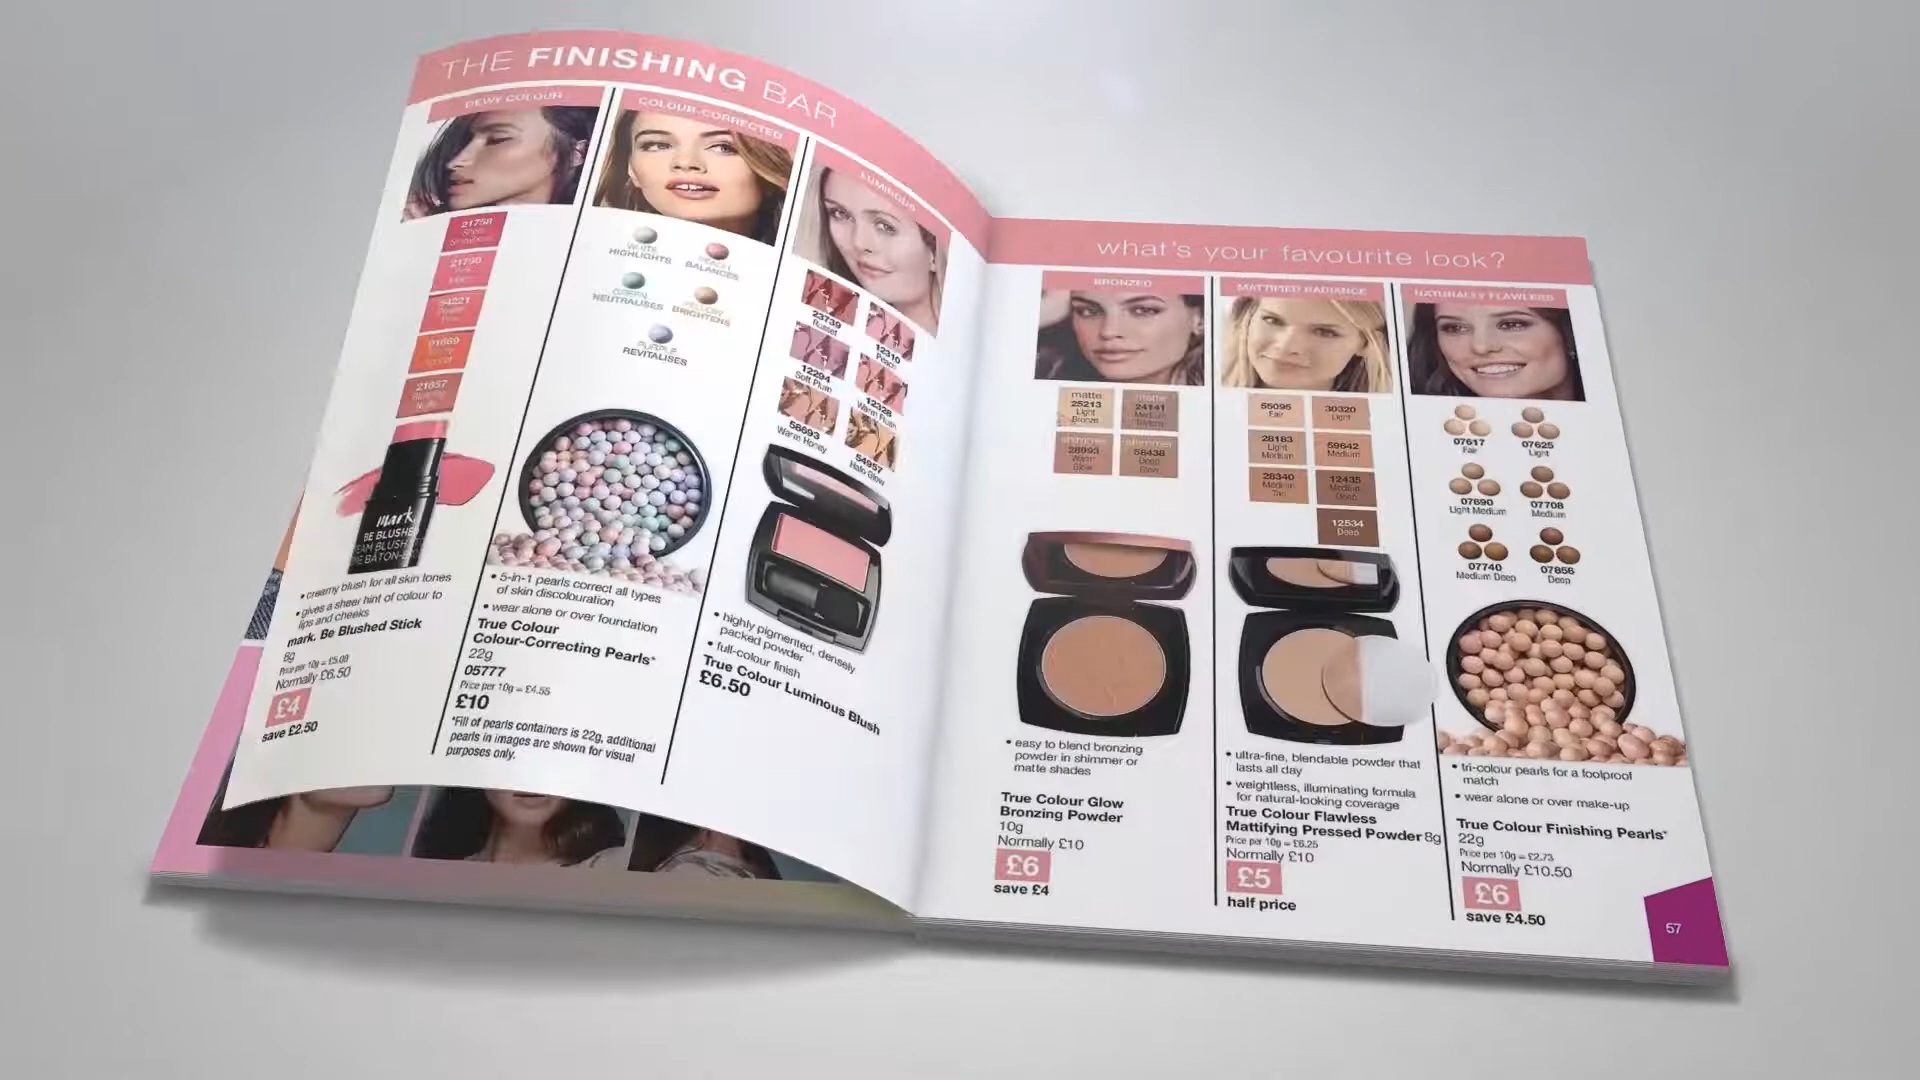 THE FINISHING BAR
DEWY COLOUR
21758
21790
54221
01669
21657
mark.
BE BLUSHED
• creamy blush for all skin tones
• gives a sheer hint of colour to
lips and cheeks
mark. Be Blushed Stick
8g
Price per 10g = £5.00
Normally £6.50
£4
save £2.50
COLOUR-CORRECTED
WHITE
HIGHLIGHTS
PEACH
BALANCES
GREEN
NEUTRALISES
YELLOW
BRIGHTENS
PURPLE
REVITALISES
• 5-in-1 pearls correct all types
of skin discolouration
• wear alone or over foundation
True Colour
Colour-Correcting Pearls*
22g
05777
Price per 10g = £4.55
£10
*Fill of pearls containers is 22g, additional
pearls in images are shown for visual
purposes only.
LUMINOUS
23739
Russet
12310
Peach
12294
Soft Plum
12328
58693
Warm Honey
54957
Halo Glow
• highly pigmented, densely
packed powder
• full-colour finish
True Colour Luminous Blush
£6.50
what's your favourite look?
BRONZED
matte
25213
Light
Bronze
matte
24141
Medium
shimmer
28993
Warm
Glow
shimmer
58438
Deep
Glow
• easy to blend bronzing
powder in shimmer or
matte shades
True Colour Glow
Bronzing Powder
10g
Normally £10
£6
save £4
MATTIFIED RADIANCE
55095
Fair
30320
Light
28183
Light
Medium
59642
Medium
28340
Medium
Tan
12435
Medium
Deep
12534
Deep
• ultra-fine, blendable powder that
lasts all day
• weightless, illuminating formula
for natural-looking coverage
True Colour Flawless
Mattifying Pressed Powder 8g
Price per 10g = £6.25
Normally £10
£5
half price
NATURALLY FLAWLESS
07617
Fair
07625
Light
07690
Light Medium
07708
Medium
07740
Medium Deep
07856
Deep
• tri-colour pearls for a foolproof
match
• wear alone or over make-up
True Colour Finishing Pearls*
22g
Price per 10g = £2.73
Normally £10.50
£6
save £4.50
57